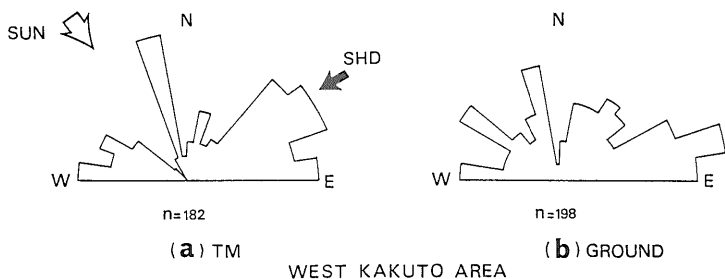 SUN
N
SHD
W
E
n=182
(a) TM
N
W
E
n=198
(b) GROUND
WEST KAKUTO AREA